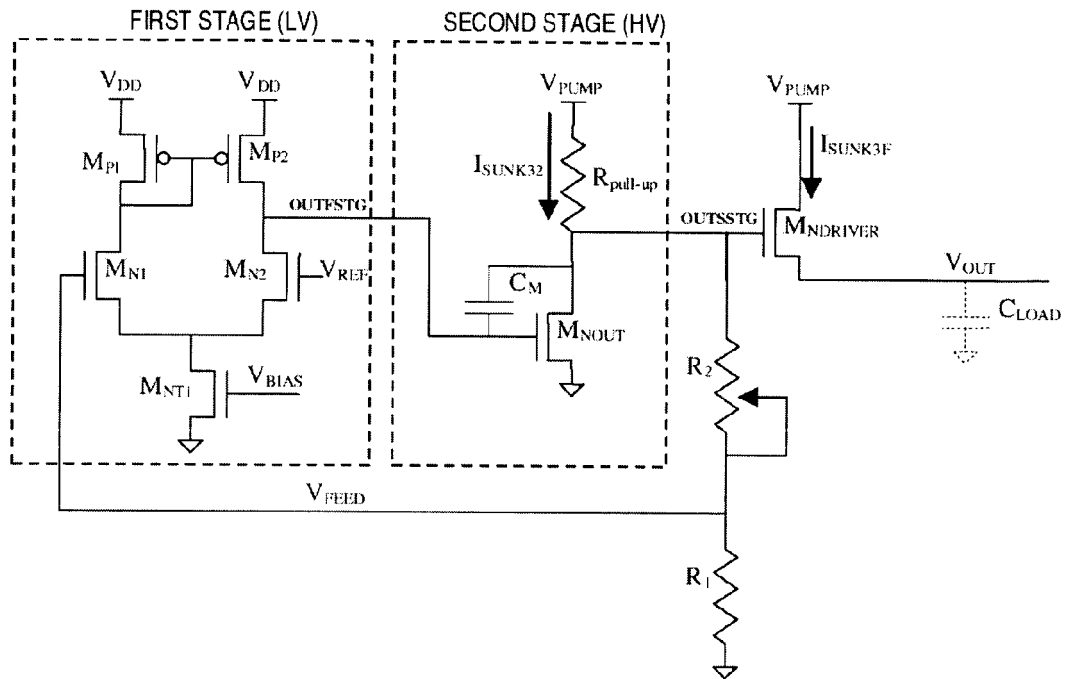 FIRST STAGE (LV)
SECOND STAGE (HV)
VDD
VDD
VPUMP
VPUMP
MP1
MP2
ISUNK32
Rpull-up
ISUNK3F
OUTFSTG
OUTSSTG
MNDRIVER
MN1
MN2
VREF
CM
VOUT
MNOUT
CLOAD
MNT1
VBIAS
R2
VFEED
R1